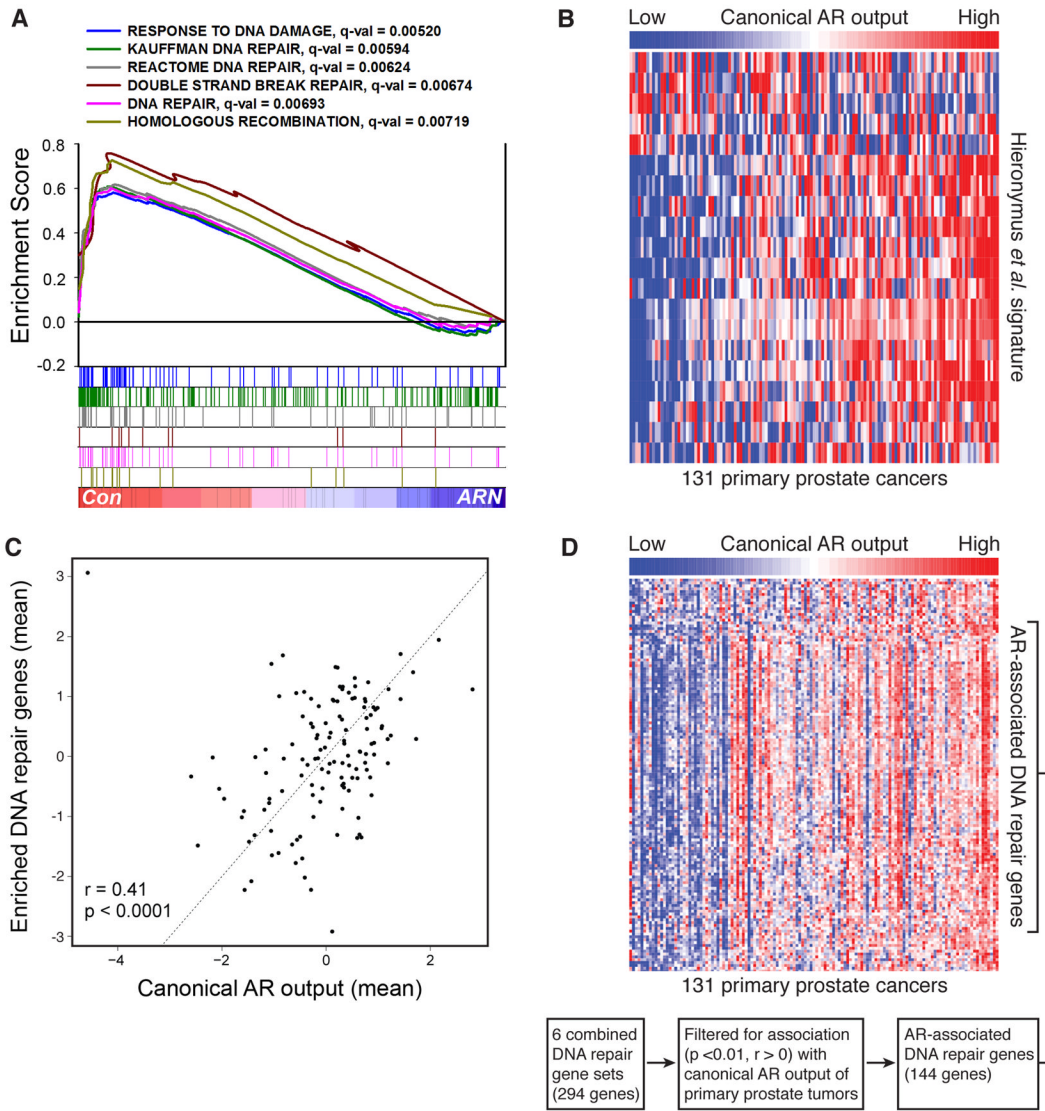 A
RESPONSE TO DNA DAMAGE, q-val = 0.00520
KAUFFMAN DNA REPAIR, q-val = 0.00594
REACTOME DNA REPAIR, q-val = 0.00624
DOUBLE STRAND BREAK REPAIR, q-val = 0.00674
DNA REPAIR, q-val = 0.00693
HOMOLOGOUS RECOMBINATION, q-val = 0.00719
Enrichment Score
0.8
0.6
0.4
0.2
0.0
-0.2
Con
ARN
B
Low Canonical AR output High
Hieronymus et al. signature
131 primary prostate cancers
C
Enriched DNA repair genes (mean)
3
2
1
0
-1
-2
-3
r = 0.41
p < 0.0001
−4 −2 0 2
Canonical AR output (mean)
D
Low Canonical AR output High
AR-associated DNA repair genes
131 primary prostate cancers
6 combined
DNA repair
gene sets
(294 genes)
Filtered for association
(p <0.01, r > 0) with
canonical AR output of
primary prostate tumors
AR-associated
DNA repair genes
(144 genes)